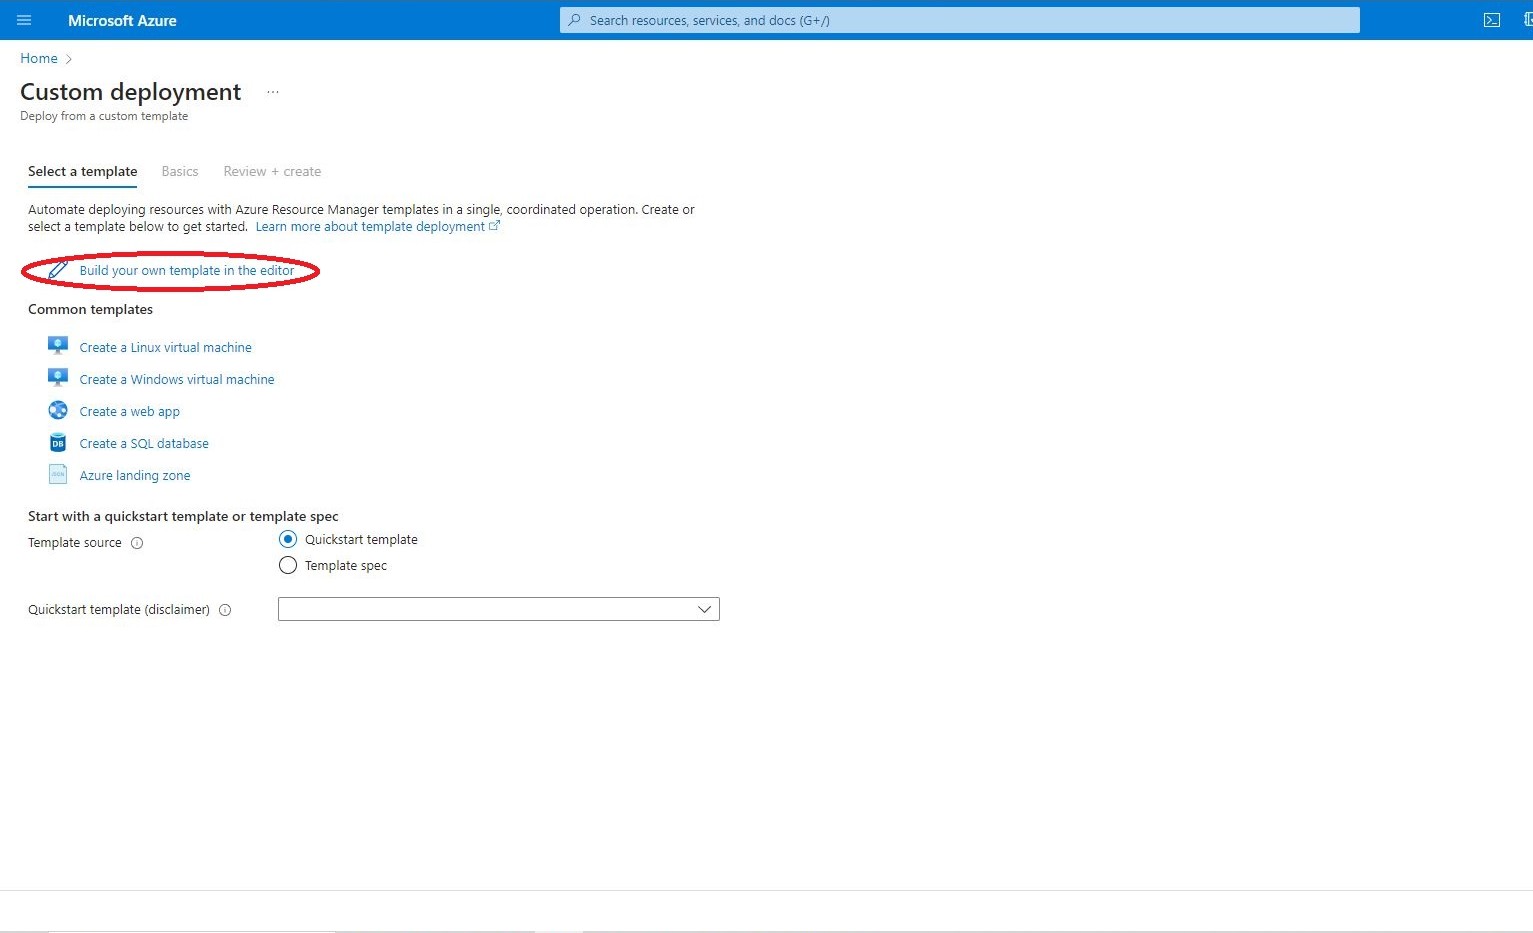 Microsoft Azure
Search resources, services, and docs (G+/)
Home
Custom deployment ...
Deploy from a custom template
Select a template Basics Review + create
Automate deploying resources with Azure Resource Manager templates in a single, coordinated operation. Create or
select a template below to get started. Learn more about template deployment
Build your own template in the editor
Common templates
Create a Linux virtual machine
Create a Windows virtual machine
Create a web app
DB
Create a SQL database
Azure landing zone
Start with a quickstart template or template spec
Template source
Quickstart template
Template spec
Quickstart template (disclaimer)